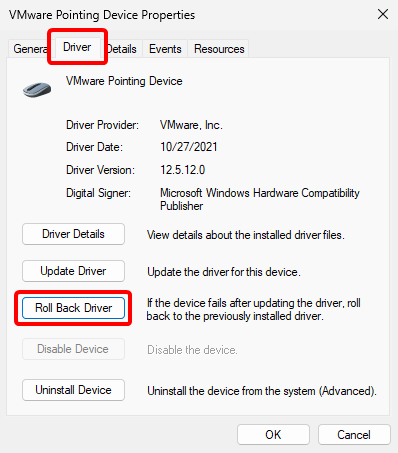 VMware Pointing Device Properties
General Driver Details Events Resources
VMware Pointing Device
Driver Provider: VMware, Inc.
Driver Date: 10/27/2021
Driver Version: 12.5.12.0
Digital Signer: Microsoft Windows Hardware Compatibility
Publisher
Driver Details View details about the installed driver files.
Update Driver Update the driver for this device.
Roll Back Driver If the device fails after updating the driver, roll
back to the previously installed driver.
Disable Device Disable the device.
Uninstall Device Uninstall the device from the system (Advanced).
OK Cancel